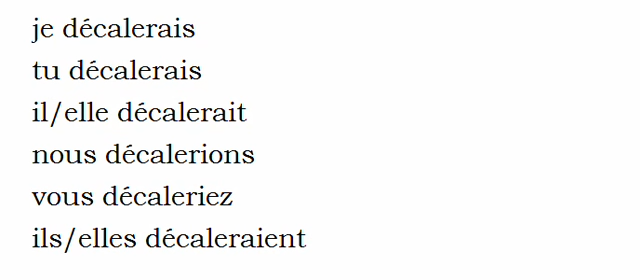 je décalerais
tu décalerais
il/elle décalerait
nous décalerions
vous décaleriez
ils/elles décaleraient